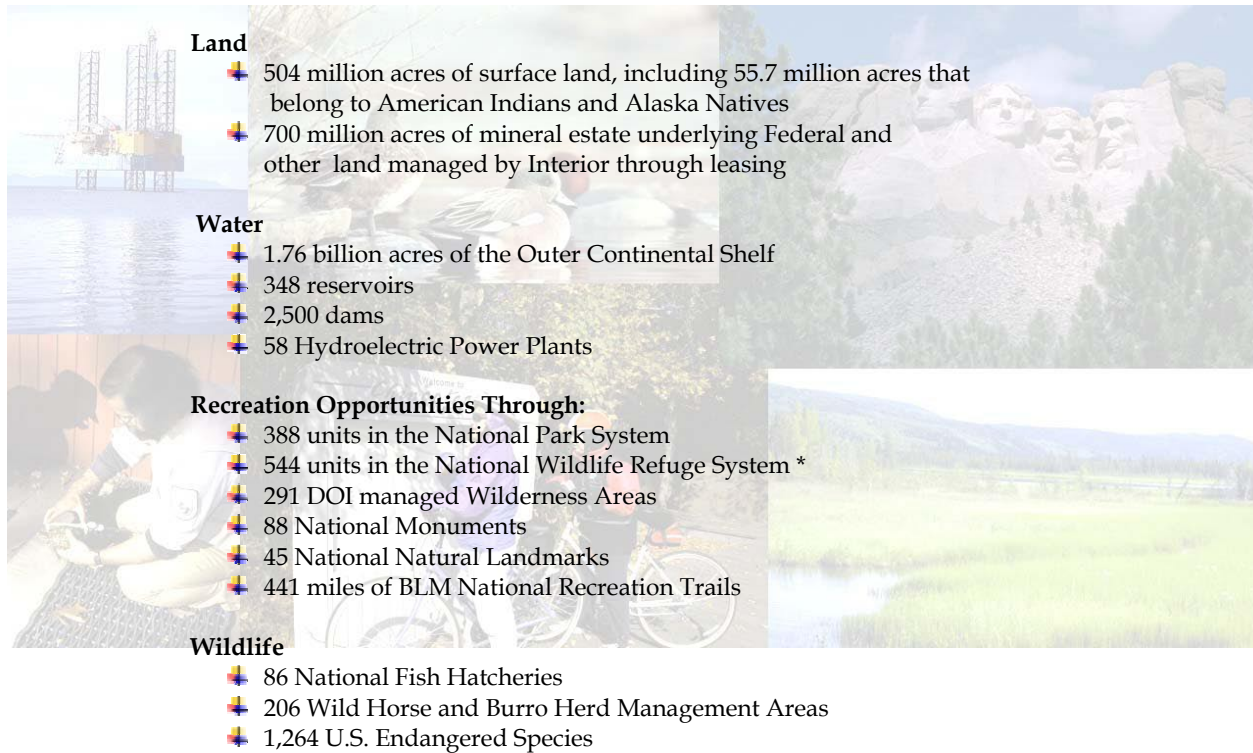 Land
504 million acres of surface land, including 55.7 million acres that
belong to American Indians and Alaska Natives
700 million acres of mineral estate underlying Federal and
other land managed by Interior through leasing
Water
1.76 billion acres of the Outer Continental Shelf
348 reservoirs
2,500 dams
58 Hydroelectric Power Plants
Welcome to
Recreation Opportunities Through:
388 units in the National Park System
544 units in the National Wildlife Refuge System *
291 DOI managed Wilderness Areas
88 National Monuments
45 National Natural Landmarks
441 miles of BLM National Recreation Trails
Wildlife
86 National Fish Hatcheries
206 Wild Horse and Burro Herd Management Areas
1,264 U.S. Endangered Species